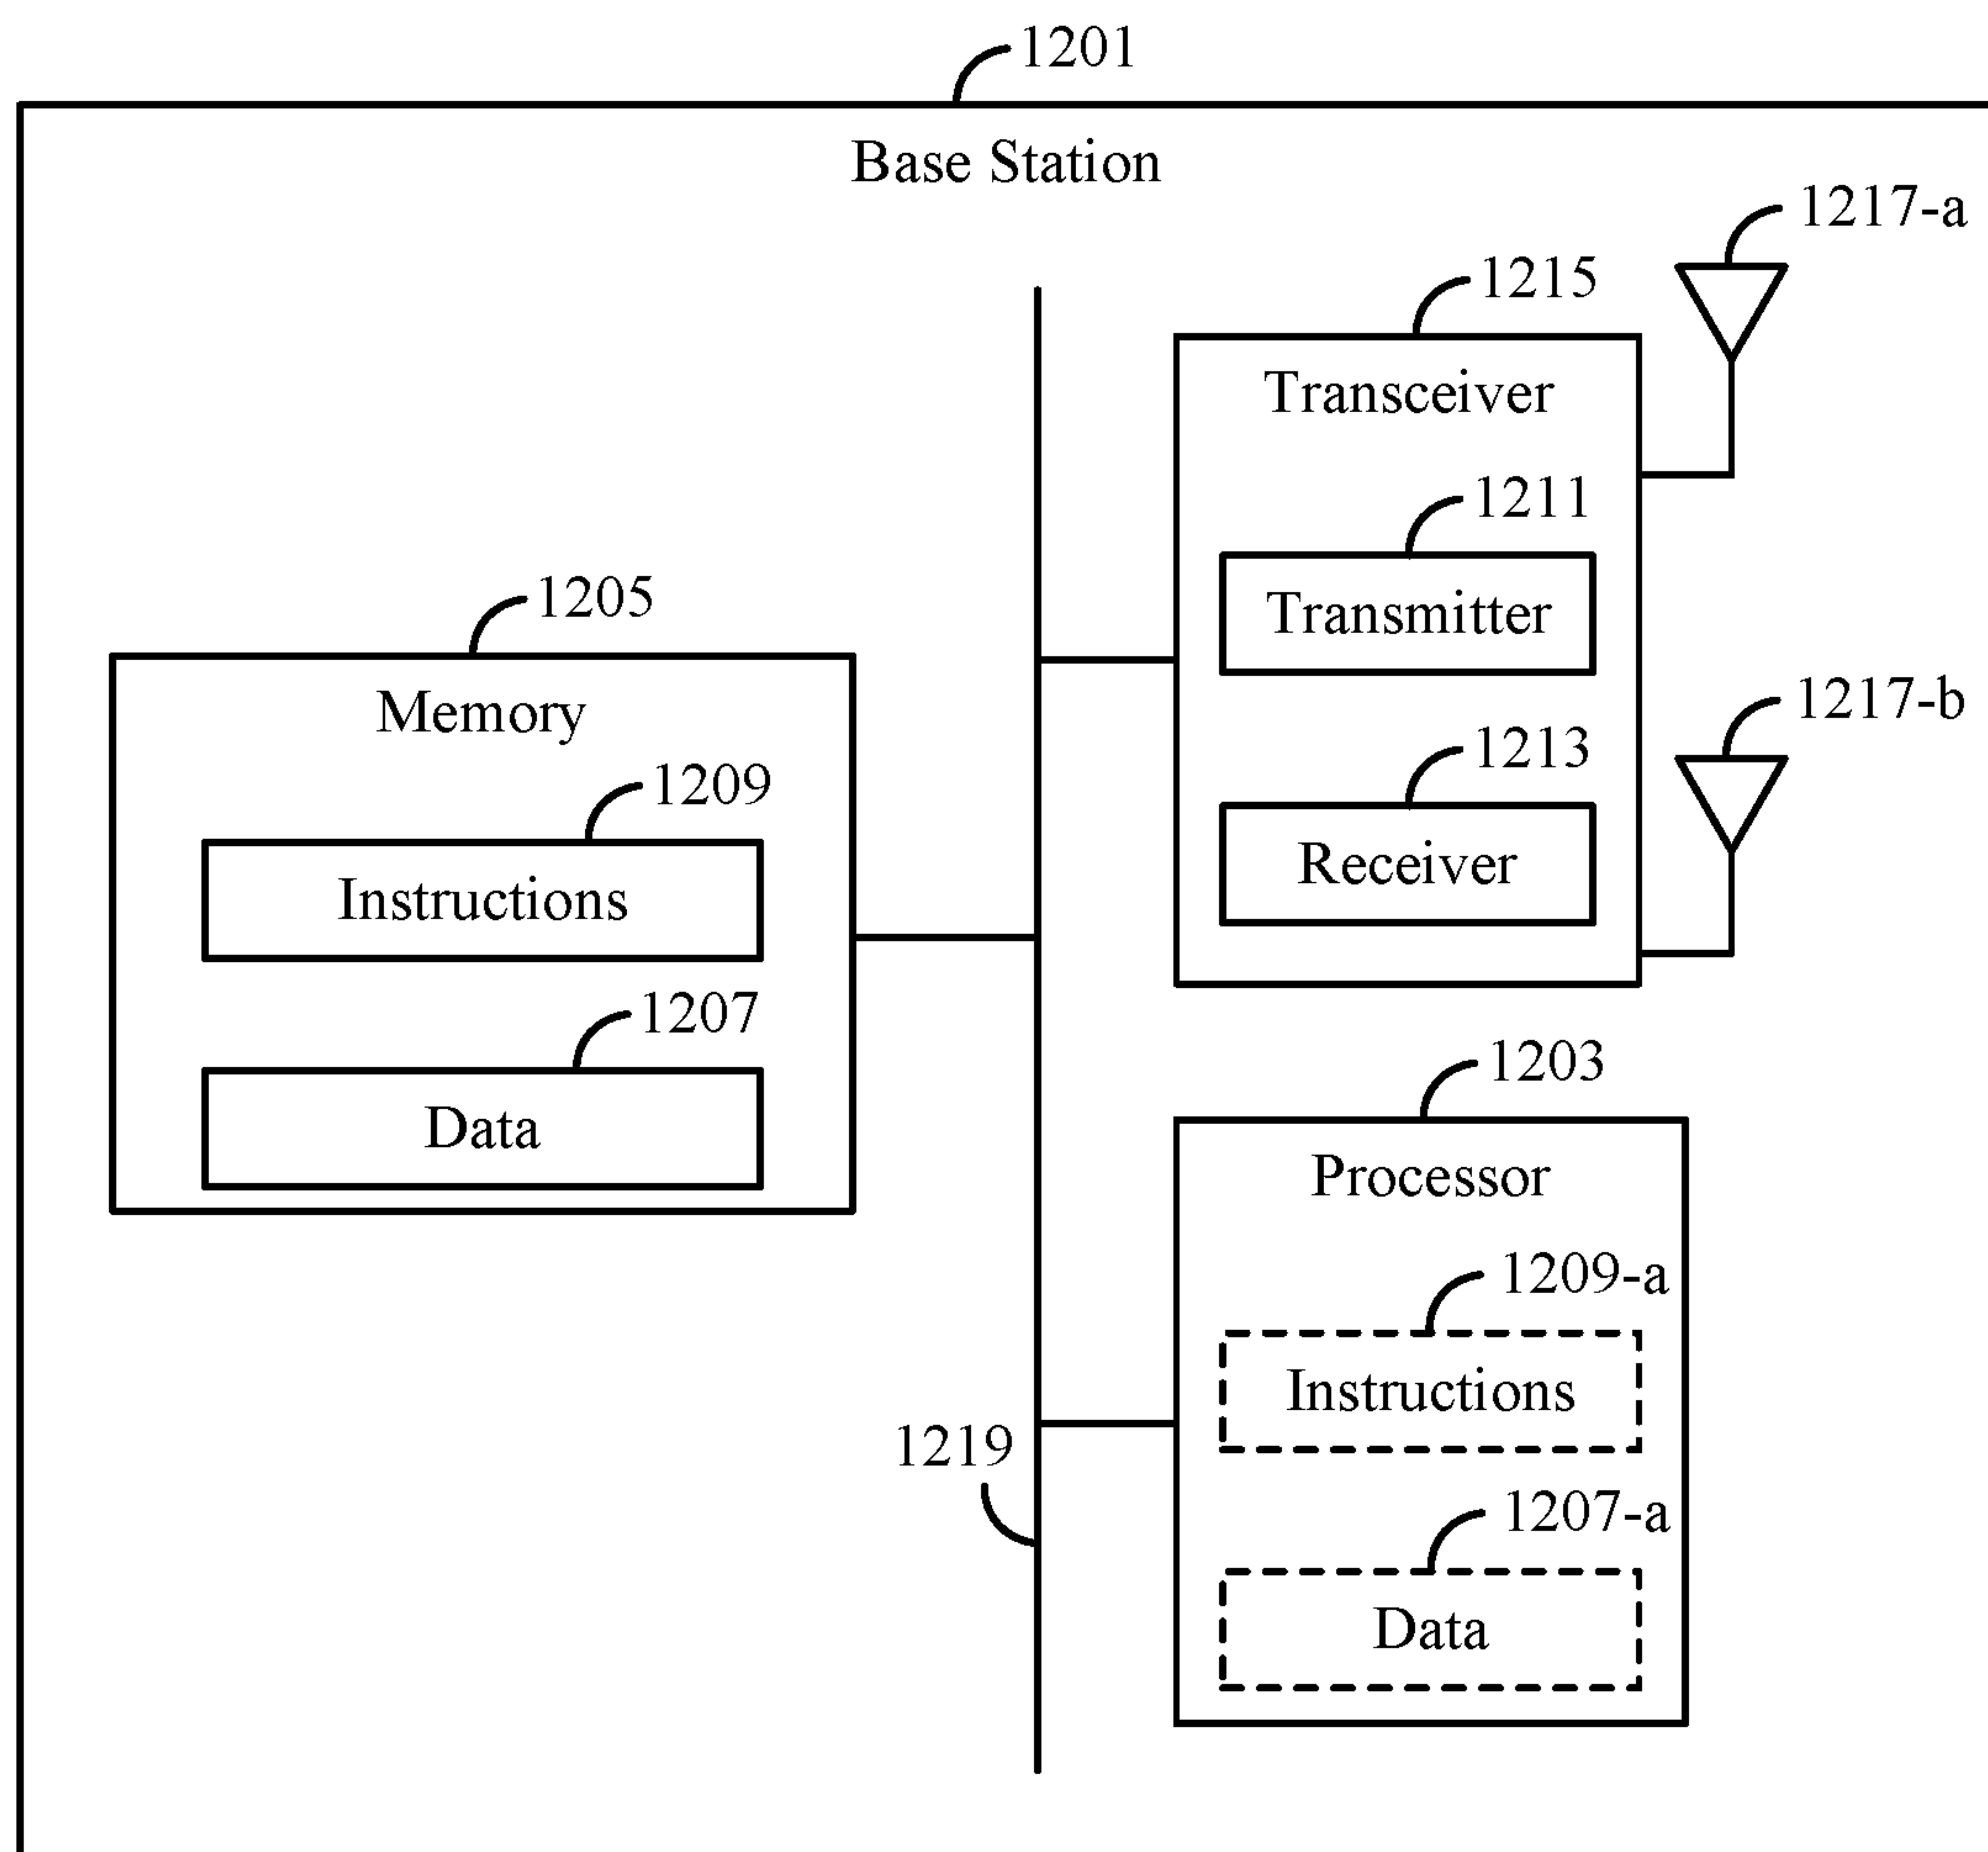 1201
Base Station
1217-a
1215
Transceiver
1211
Transmitter
1205
Memory
1217-b
1213
1209
Receiver
Instructions
1207
1203
Data
Processor
1209-a
Instructions
1219
1207-a
Data